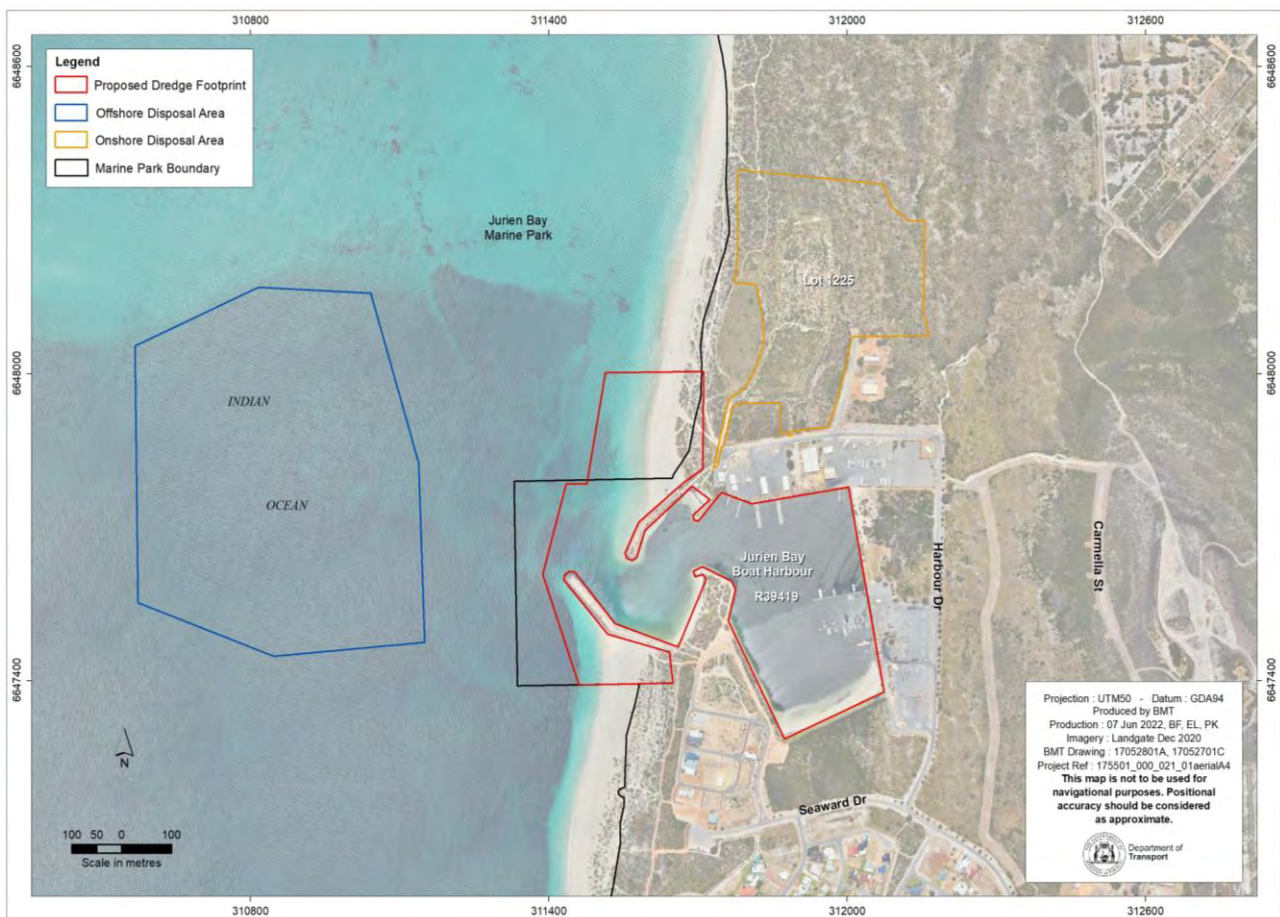 310800
311400
312000
312600
6648600
6648600
Legend
Proposed Dredge Footprint
Offshore Disposal Area
Onshore Disposal Area
Marine Park Boundary
Jurien Bay
Marine Park
Lot 1225
6648000
6648000
INDIAN
OCEAN
Jurien Bay
Boat Harbour
R39419
Harbour Dr
Carmella St
6647400
6647400
Seaward Dr
N
100 50 0 100
Scale in metres
Projection : UTM50 - Datum : GDA94
Produced by BMT
Production : 07 Jun 2022, BF, EL, PK
Imagery : Landgate Dec 2020
BMT Drawing : 17052801A, 17052701C
Project Ref : 175501_000_021_01aerialA4
This map is not to be used for
navigational purposes. Positional
accuracy should be considered
as approximate.
Department of
Transport
310800
311400
312000
312600